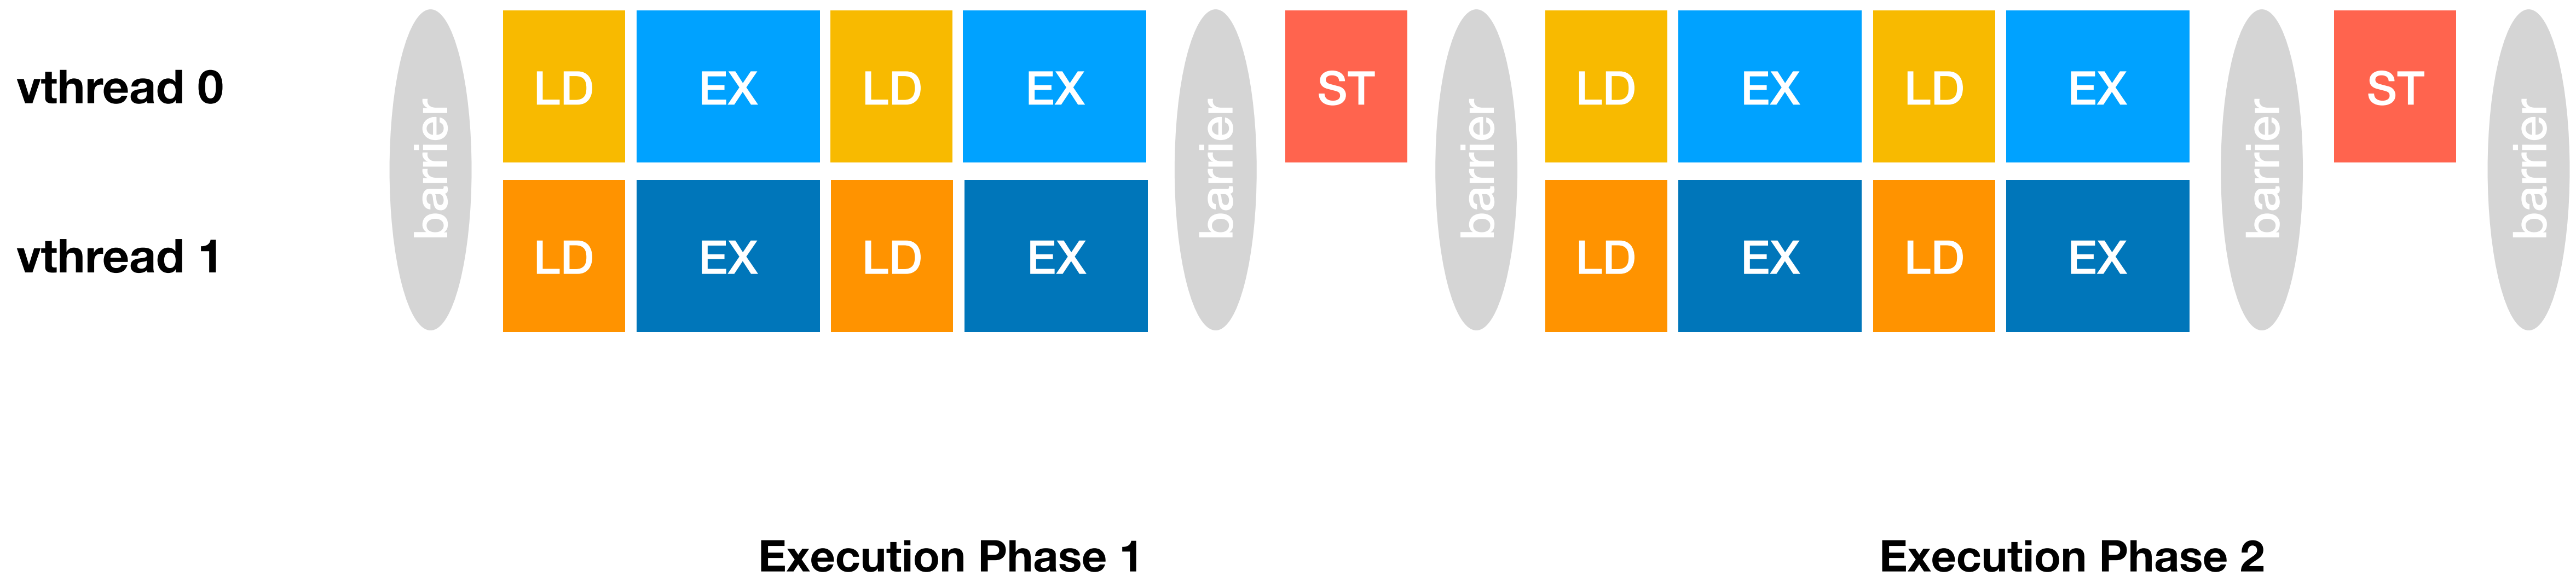 vthread 0 barrier LD EX LD EX barrier ST barrier LD EX LD EX barrier ST barrier
vthread 1 LD EX LD EX LD EX LD EX
Execution Phase 1 Execution Phase 2